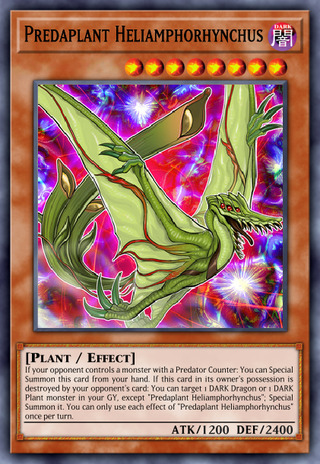 PREDAPLANT HELIAMPHORHYNCHUS
DARK
闇
[PLANT / EFFECT]
If your opponent controls a monster with a Predator Counter: You can Special
Summon this card from your hand. If this card in its owner's possession is
destroyed by your opponent's card: You can target 1 DARK Dragon or 1 DARK
Plant monster in your GY, except "Predaplant Heliamphorhynchus"; Special
Summon it. You can only use each effect of "Predaplant Heliamphorhynchus"
once per turn.
ATK/1200 DEF/2400